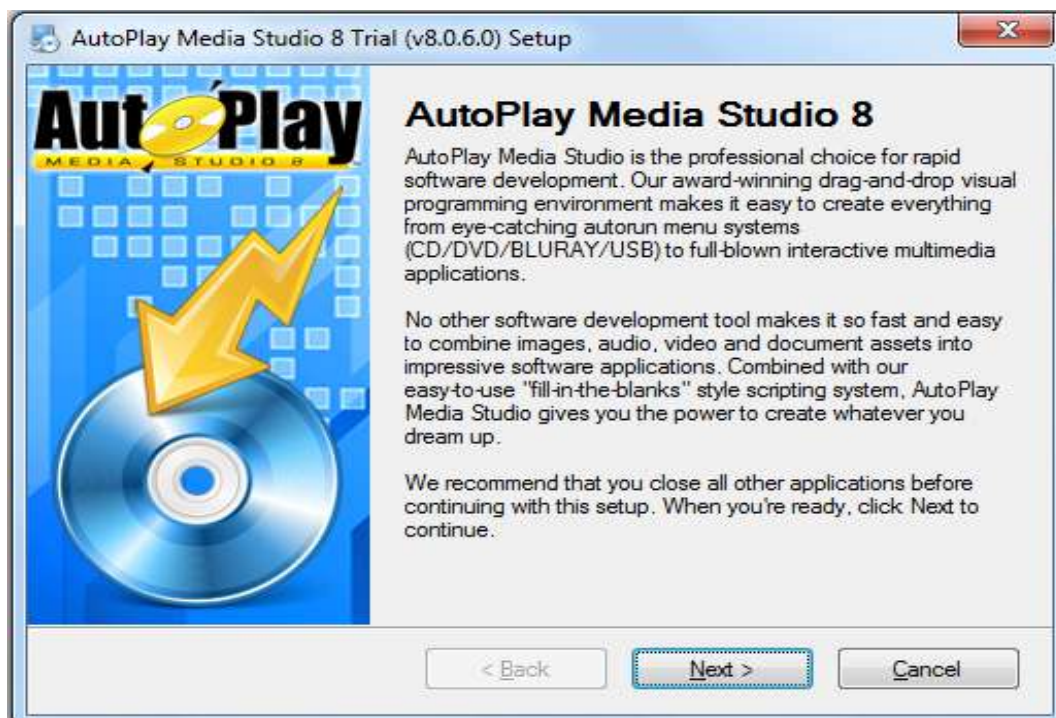 AutoPlay Media Studio 8 Trial (v8.0.6.0) Setup
AutoPlay
MEDIA STUDIO 8
AutoPlay Media Studio 8
AutoPlay Media Studio is the professional choice for rapid
software development. Our award-winning drag-and-drop visual
programming environment makes it easy to create everything
from eye-catching autorun menu systems
(CD/DVD/BLURAY/USB) to full-blown interactive multimedia
applications.
No other software development tool makes it so fast and easy
to combine images, audio, video and document assets into
impressive software applications. Combined with our
easy-to-use "fill-in-the-blanks" style scripting system, AutoPlay
Media Studio gives you the power to create whatever you
dream up.
We recommend that you close all other applications before
continuing with this setup. When you're ready, click Next to
continue.
< Back
Next >
Cancel